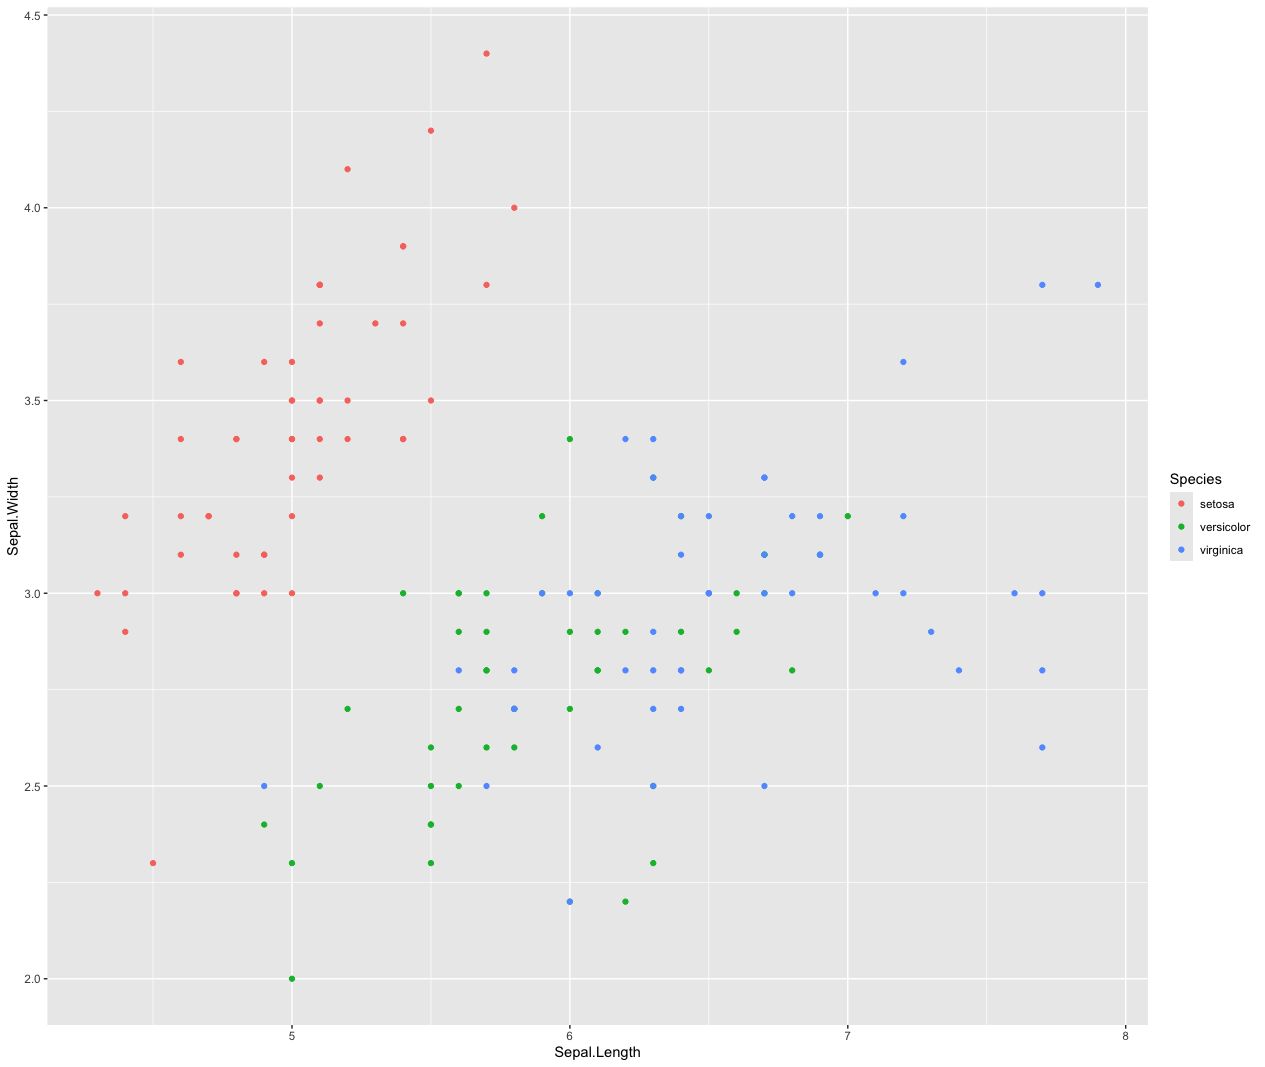 4.5
4.0
3.5
3.0
2.5
2.0
Sepal.Width
5 6 7 8
Sepal.Length
Species
setosa
versicolor
virginica